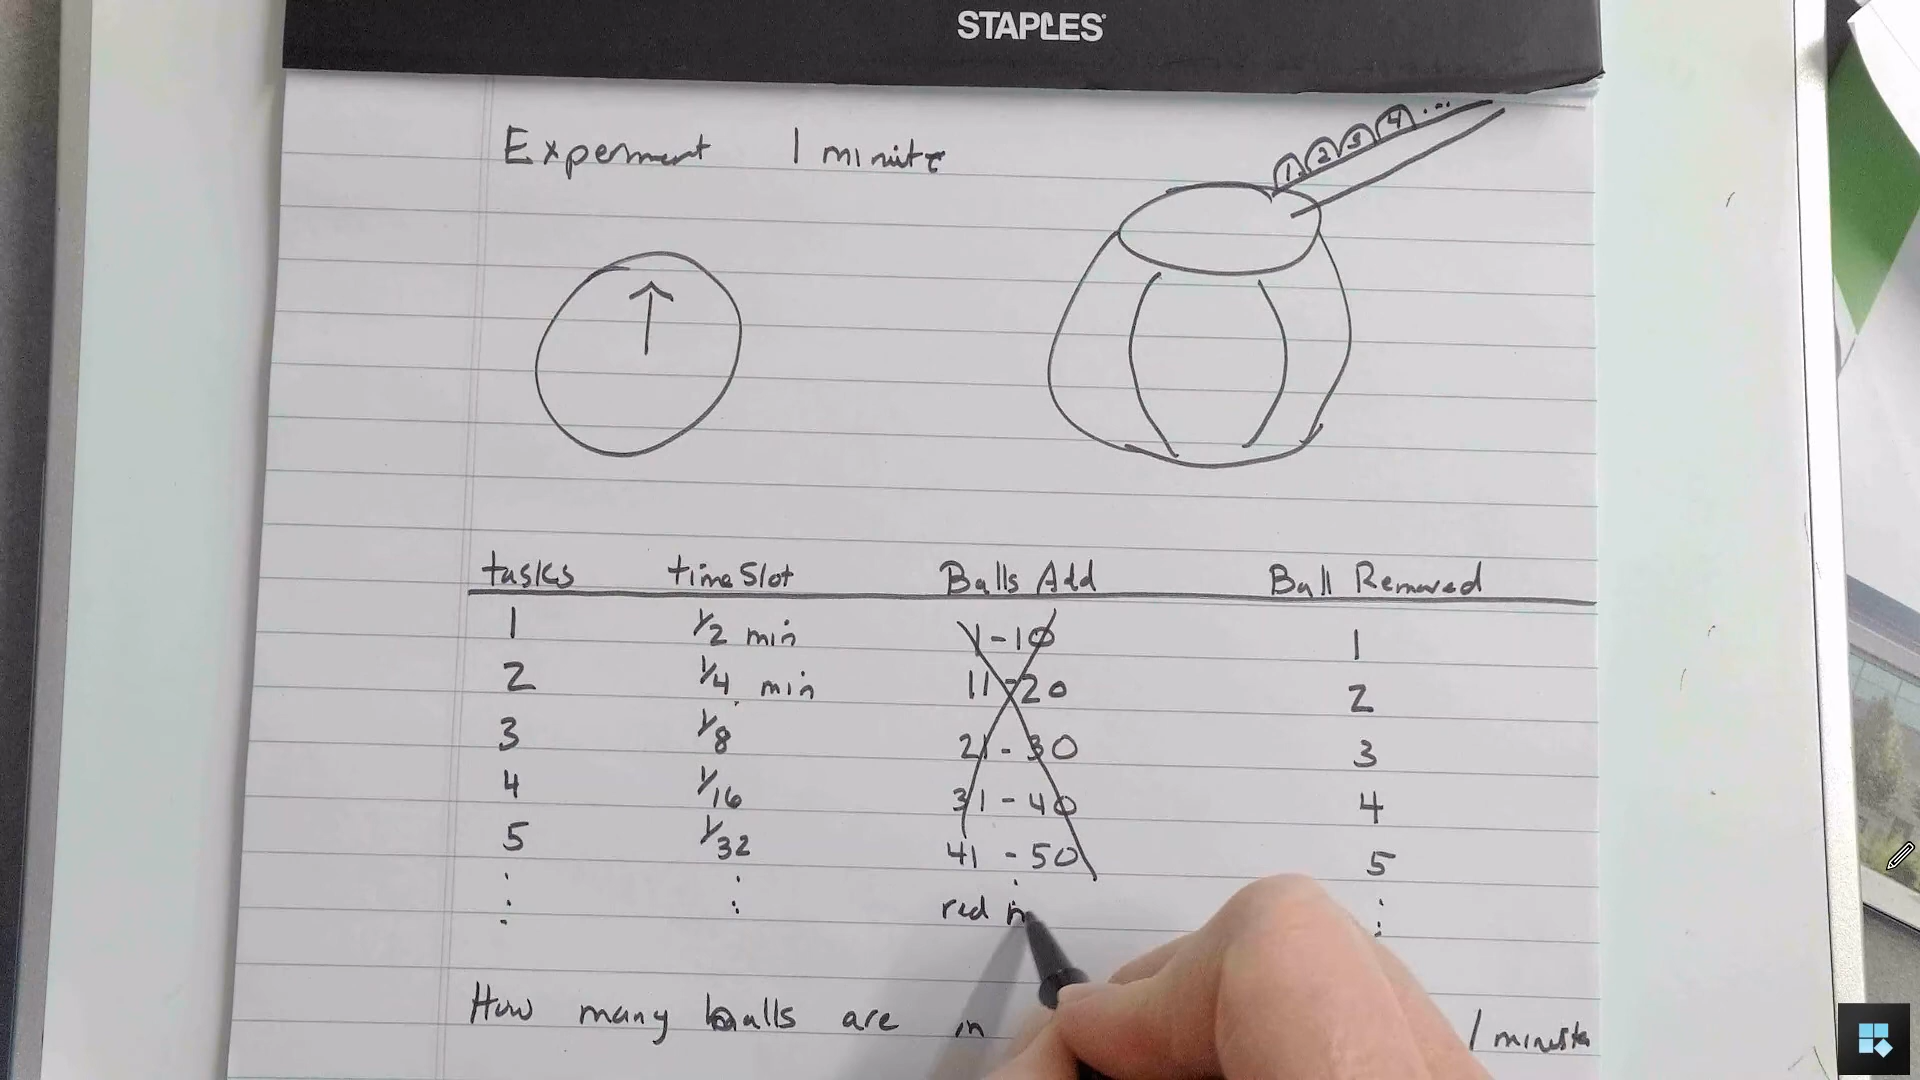 STAPLES
Experiment 1 minute
1 2 3 4 ...
tasks timeSlot Balls Add Ball Removed
1 1/2 min 1-10 1
2 1/4 min 11-20 2
3 1/8 21-30 3
4 1/16 31-40 4
5 1/32 41-50 5
red
How many balls are in 1 minute